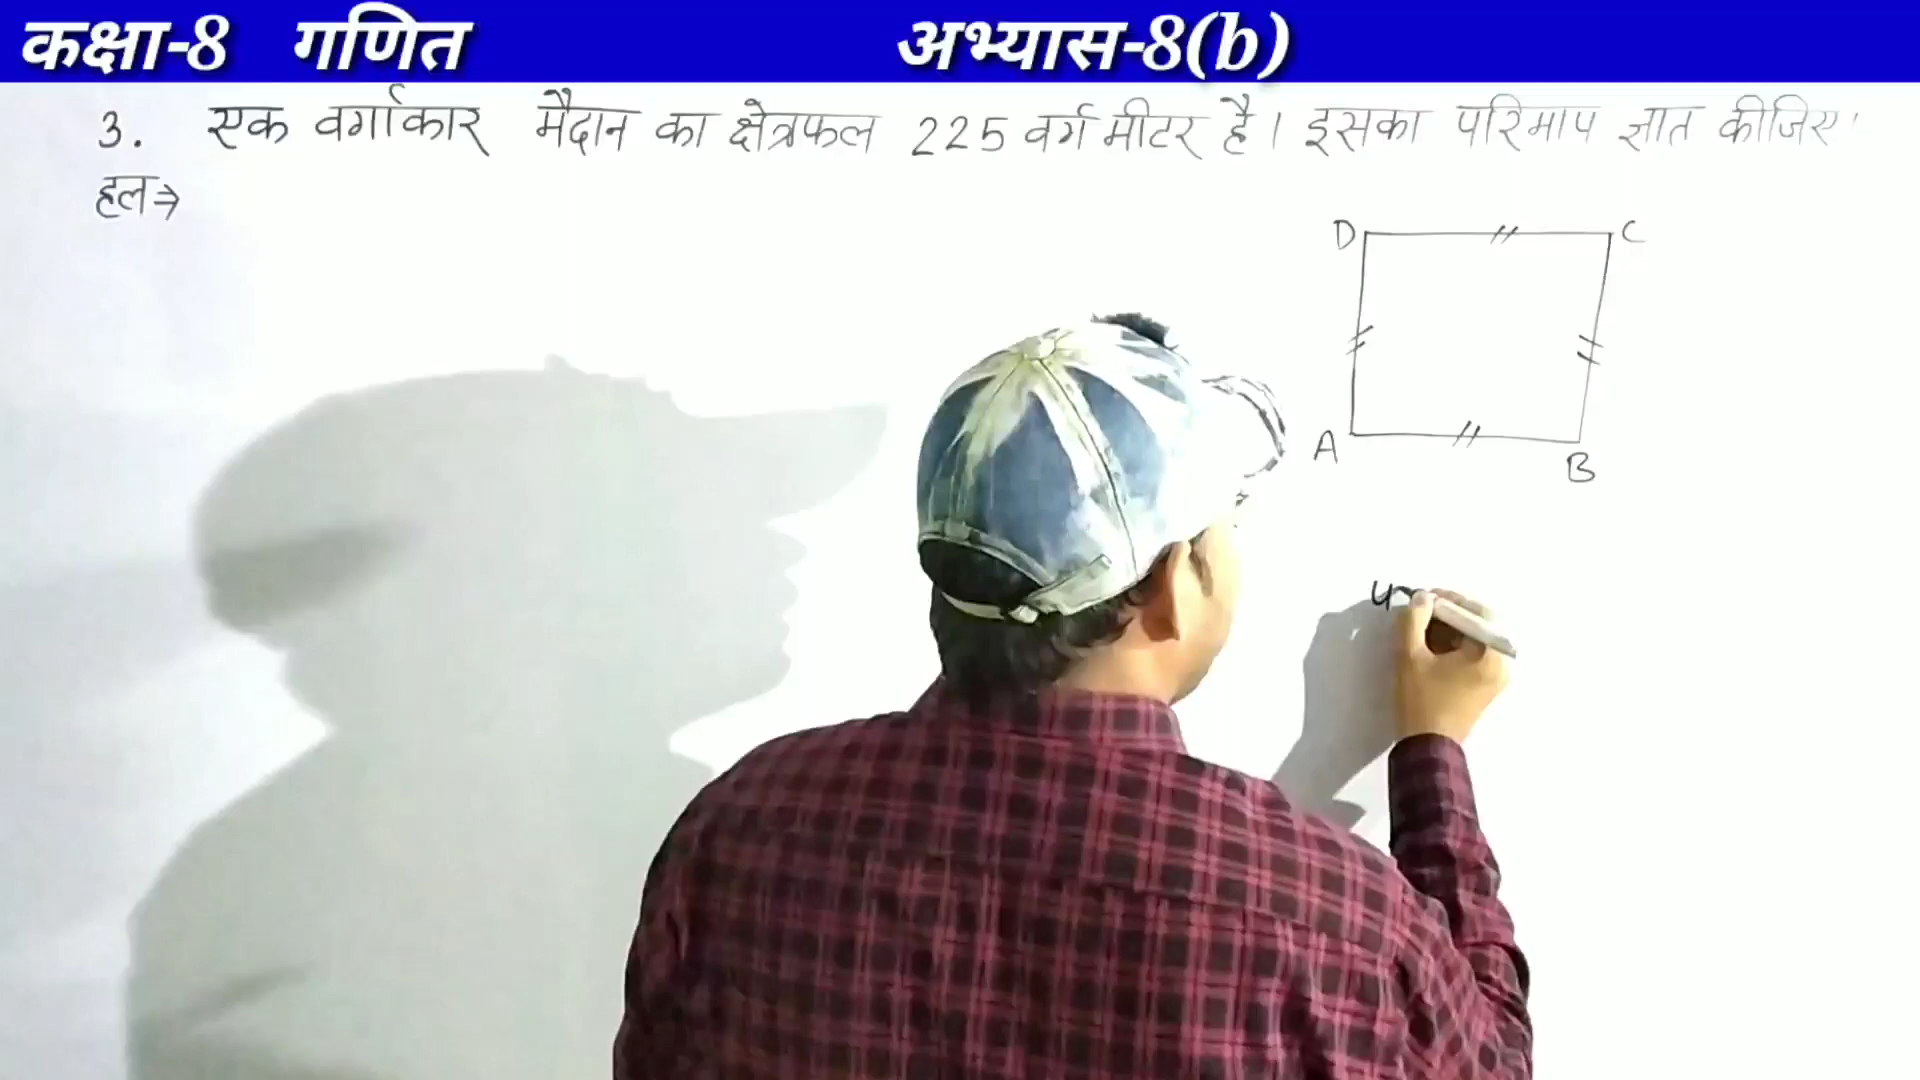 कक्षा-8 गणित अभ्यास-8(b)
3. एक वर्गाकार मैदान का क्षेत्रफल 225 वर्ग मीटर है। इसका परिमाप ज्ञात कीजिए।
हल→
D C
A B